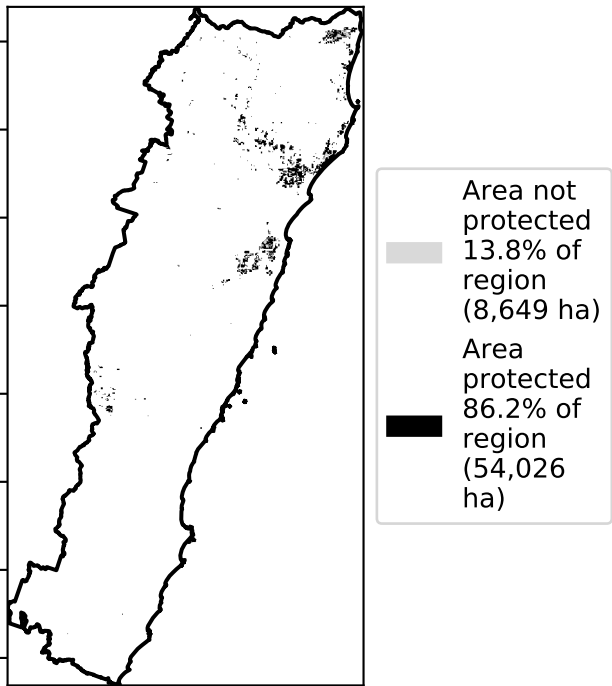 Area not
protected
13.8% of
region
(8,649 ha)
Area
protected
86.2% of
region
(54,026
ha)